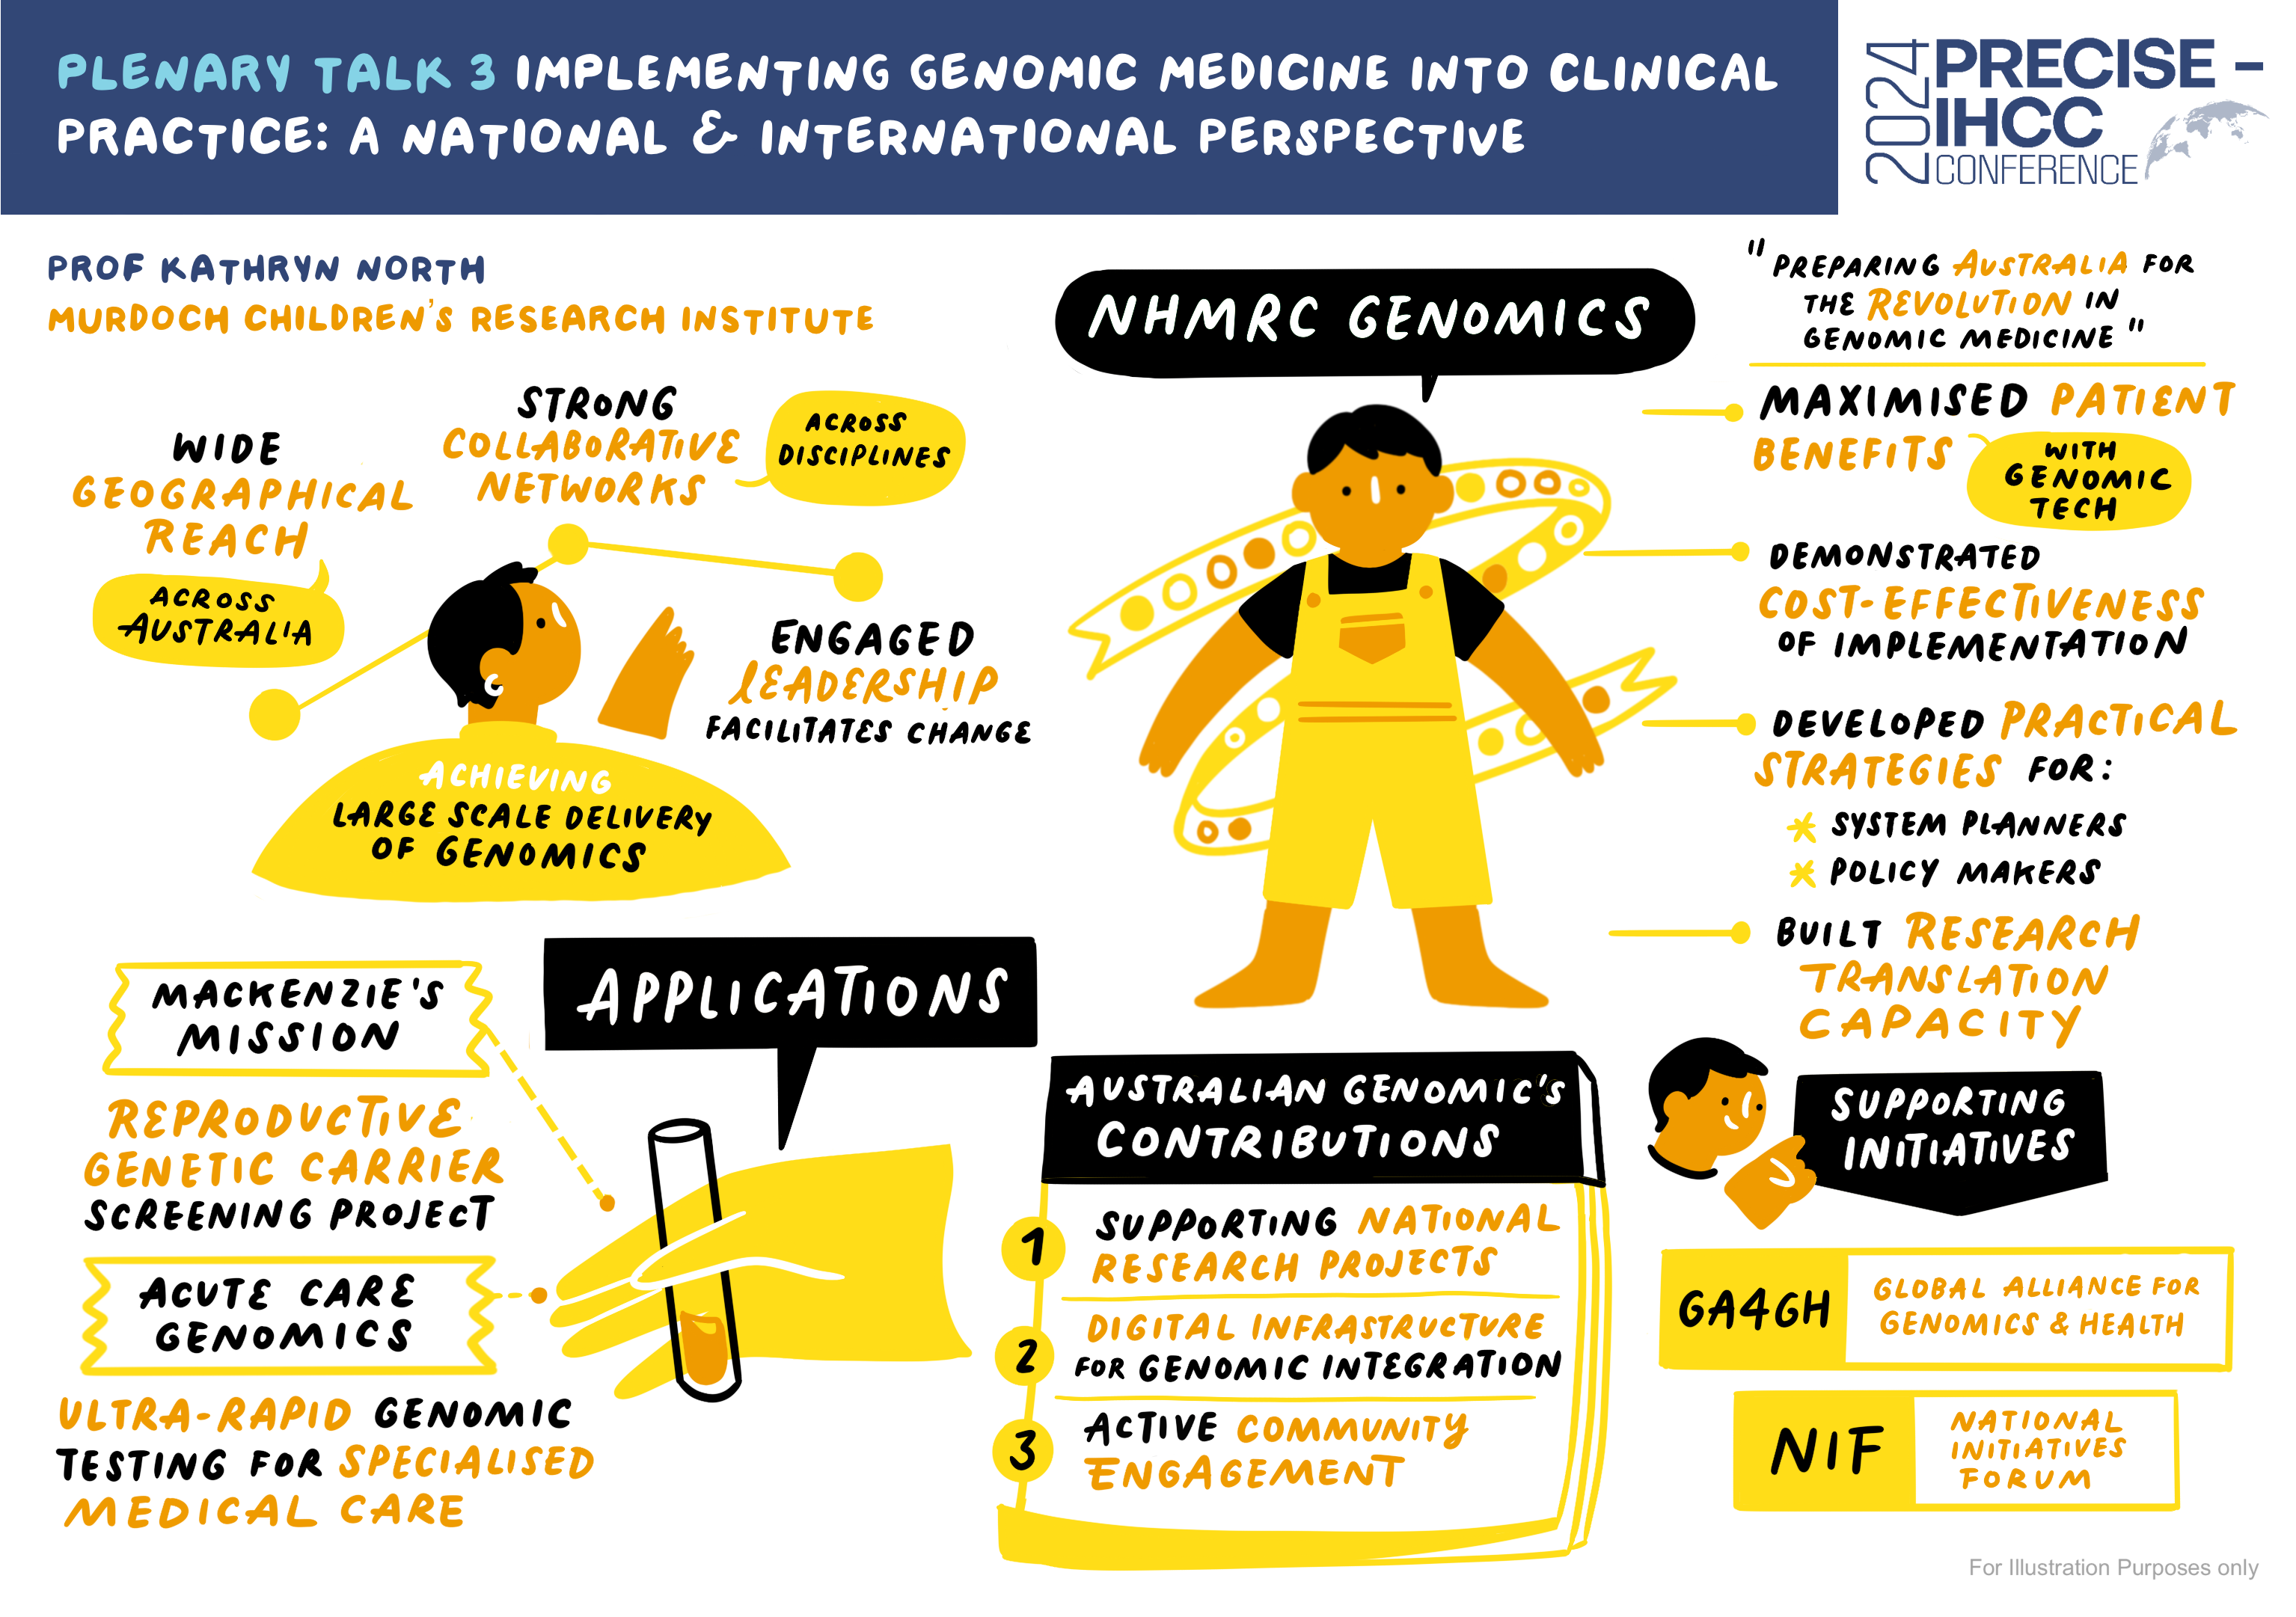 PLENARY TALK 3 IMPLEMENTING GENOMIC MEDICINE INTO CLINICAL
PRACTICE: A NATIONAL & INTERNATIONAL PERSPECTIVE
2024
PRECISE –
IHCC
CONFERENCE
PROF KATHRYN NORTH
MURDOCH CHILDREN'S RESEARCH INSTITUTE
WIDE
GEOGRAPHICAL
REACH
ACROSS
AUSTRALIA
STRONG
COLLABORATIVE
NETWORKS
ACROSS
DISCIPLINES
ENGAGED
LEADERSHIP
FACILITATES CHANGE
ACHIEVING
LARGE SCALE DELIVERY
OF GENOMICS
NHMRC GENOMICS
"PREPARING AUSTRALIA FOR
THE REVOLUTION IN
GENOMIC MEDICINE"
MAXIMISED PATIENT
BENEFITS
WITH
GENOMIC
TECH
DEMONSTRATED
COST-EFFECTIVENESS
OF IMPLEMENTATION
DEVELOPED PRACTICAL
STRATEGIES FOR:
* SYSTEM PLANNERS
* POLICY MAKERS
BUILT RESEARCH
TRANSLATION
CAPACITY
APPLICATIONS
MACKENZIE'S
MISSION
REPRODUCTIVE
GENETIC CARRIER
SCREENING PROJECT
ACUTE CARE
GENOMICS
ULTRA-RAPID GENOMIC
TESTING FOR SPECIALISED
MEDICAL CARE
AUSTRALIAN GENOMIC'S
CONTRIBUTIONS
1 SUPPORTING NATIONAL
RESEARCH PROJECTS
2 DIGITAL INFRASTRUCTURE
FOR GENOMIC INTEGRATION
3 ACTIVE COMMUNITY
ENGAGEMENT
SUPPORTING
INITIATIVES
GA4GH
GLOBAL ALLIANCE FOR
GENOMICS & HEALTH
NIF
NATIONAL
INITIATIVES
FORUM
For Illustration Purposes only